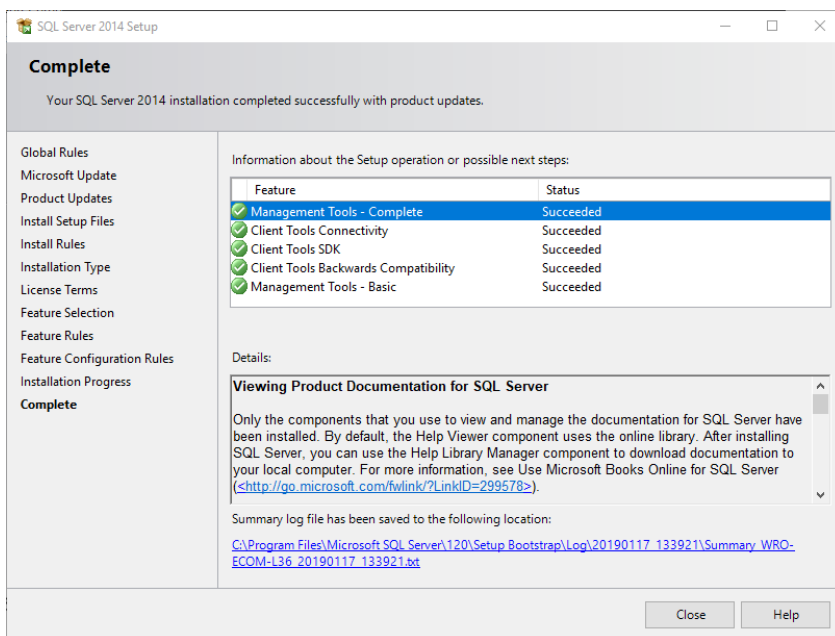 SQL Server 2014 Setup
Complete
Your SQL Server 2014 installation completed successfully with product updates.
Global Rules
Microsoft Update
Product Updates
Install Setup Files
Install Rules
Installation Type
License Terms
Feature Selection
Feature Rules
Feature Configuration Rules
Installation Progress
Complete
Information about the Setup operation or possible next steps:
Feature Status
Management Tools - Complete Succeeded
Client Tools Connectivity Succeeded
Client Tools SDK Succeeded
Client Tools Backwards Compatibility Succeeded
Management Tools - Basic Succeeded
Details:
Viewing Product Documentation for SQL Server
Only the components that you use to view and manage the documentation for SQL Server have
been installed. By default, the Help Viewer component uses the online library. After installing
SQL Server, you can use the Help Library Manager component to download documentation to
your local computer. For more information, see Use Microsoft Books Online for SQL Server
(<http://go.microsoft.com/fwlink/?LinkID=299578>).
Summary log file has been saved to the following location:
C:\Program Files\Microsoft SQL Server\120\Setup Bootstrap\Log\20190117_133921\Summary_WRO-
ECOM-L36_20190117_133921.txt
Close Help